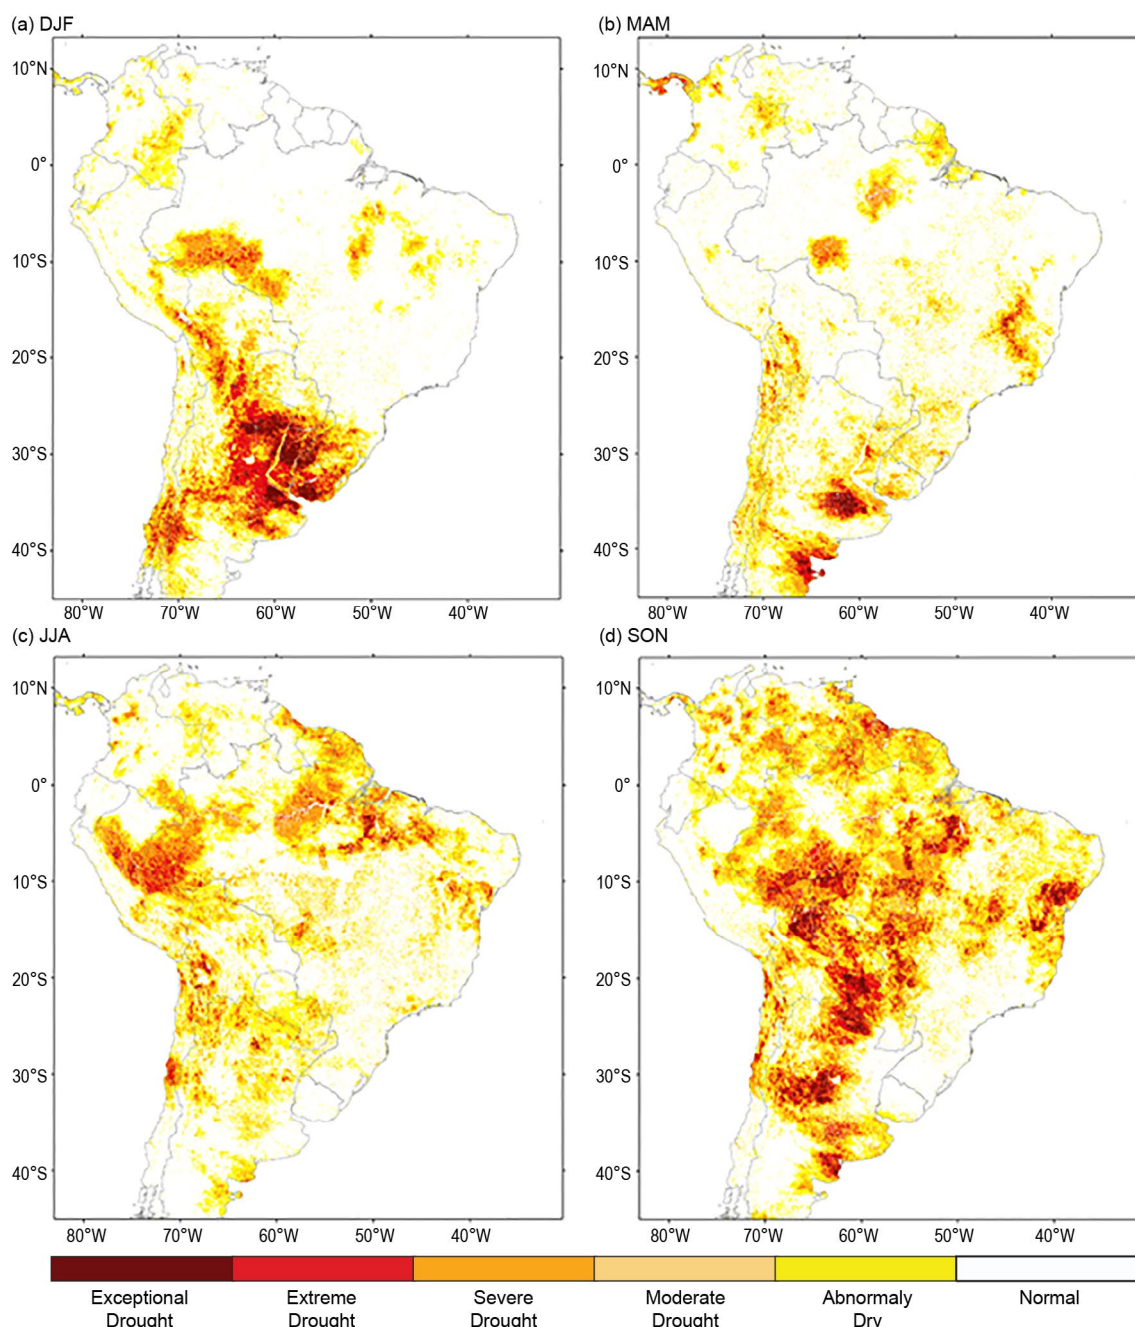 (a) DJF
(b) MAM
10°N
0°
10°S
20°S
30°S
40°S
10°N
0°
10°S
20°S
30°S
40°S
80°W 70°W 60°W 50°W 40°W
80°W 70°W 60°W 50°W 40°W
(c) JJA
(d) SON
10°N
0°
10°S
20°S
30°S
40°S
10°N
0°
10°S
20°S
30°S
40°S
80°W 70°W 60°W 50°W 40°W
80°W 70°W 60°W 50°W 40°W
Exceptional Extreme Severe Moderate Abnormaly Normal
Drought Drought Drought Drought Dry